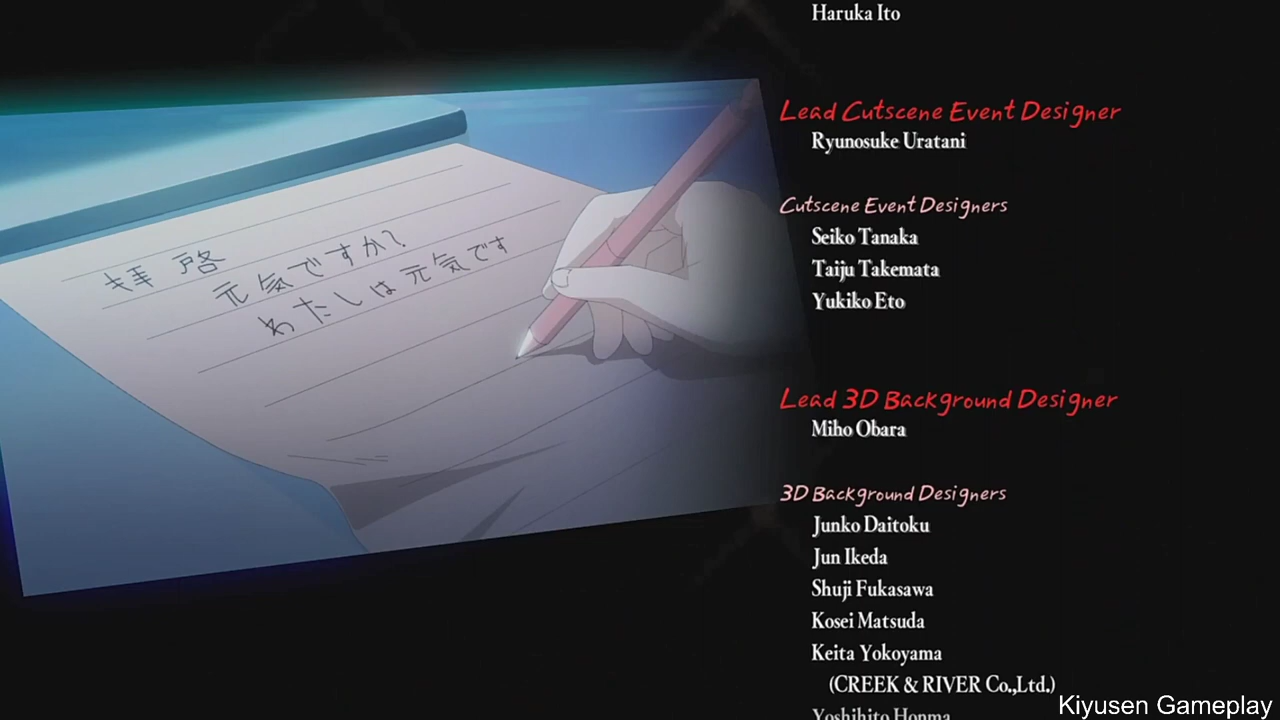 拝啓
元気ですか?
わたしは元気です
Haruka Ito
Lead Cutscene Event Designer
Ryunosuke Uratani
Cutscene Event Designers
Seiko Tanaka
Taiju Takemata
Yukiko Eto
Lead 3D Background Designer
Miho Obara
3D Background Designers
Junko Daitoku
Jun Ikeda
Shuji Fukasawa
Kosei Matsuda
Keita Yokoyama
(CREEK & RIVER Co.,Ltd.)
Yoshihito Honma
Kiyusen Gameplay